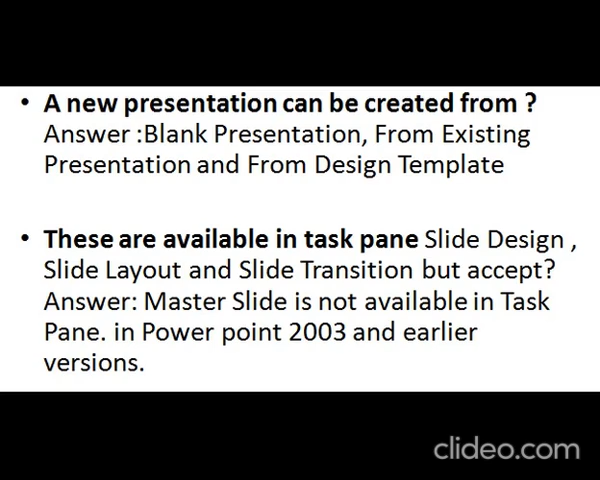 • A new presentation can be created from ?
Answer :Blank Presentation, From Existing
Presentation and From Design Template
• These are available in task pane Slide Design ,
Slide Layout and Slide Transition but accept?
Answer: Master Slide is not available in Task
Pane. in Power point 2003 and earlier
versions.
clideo.com